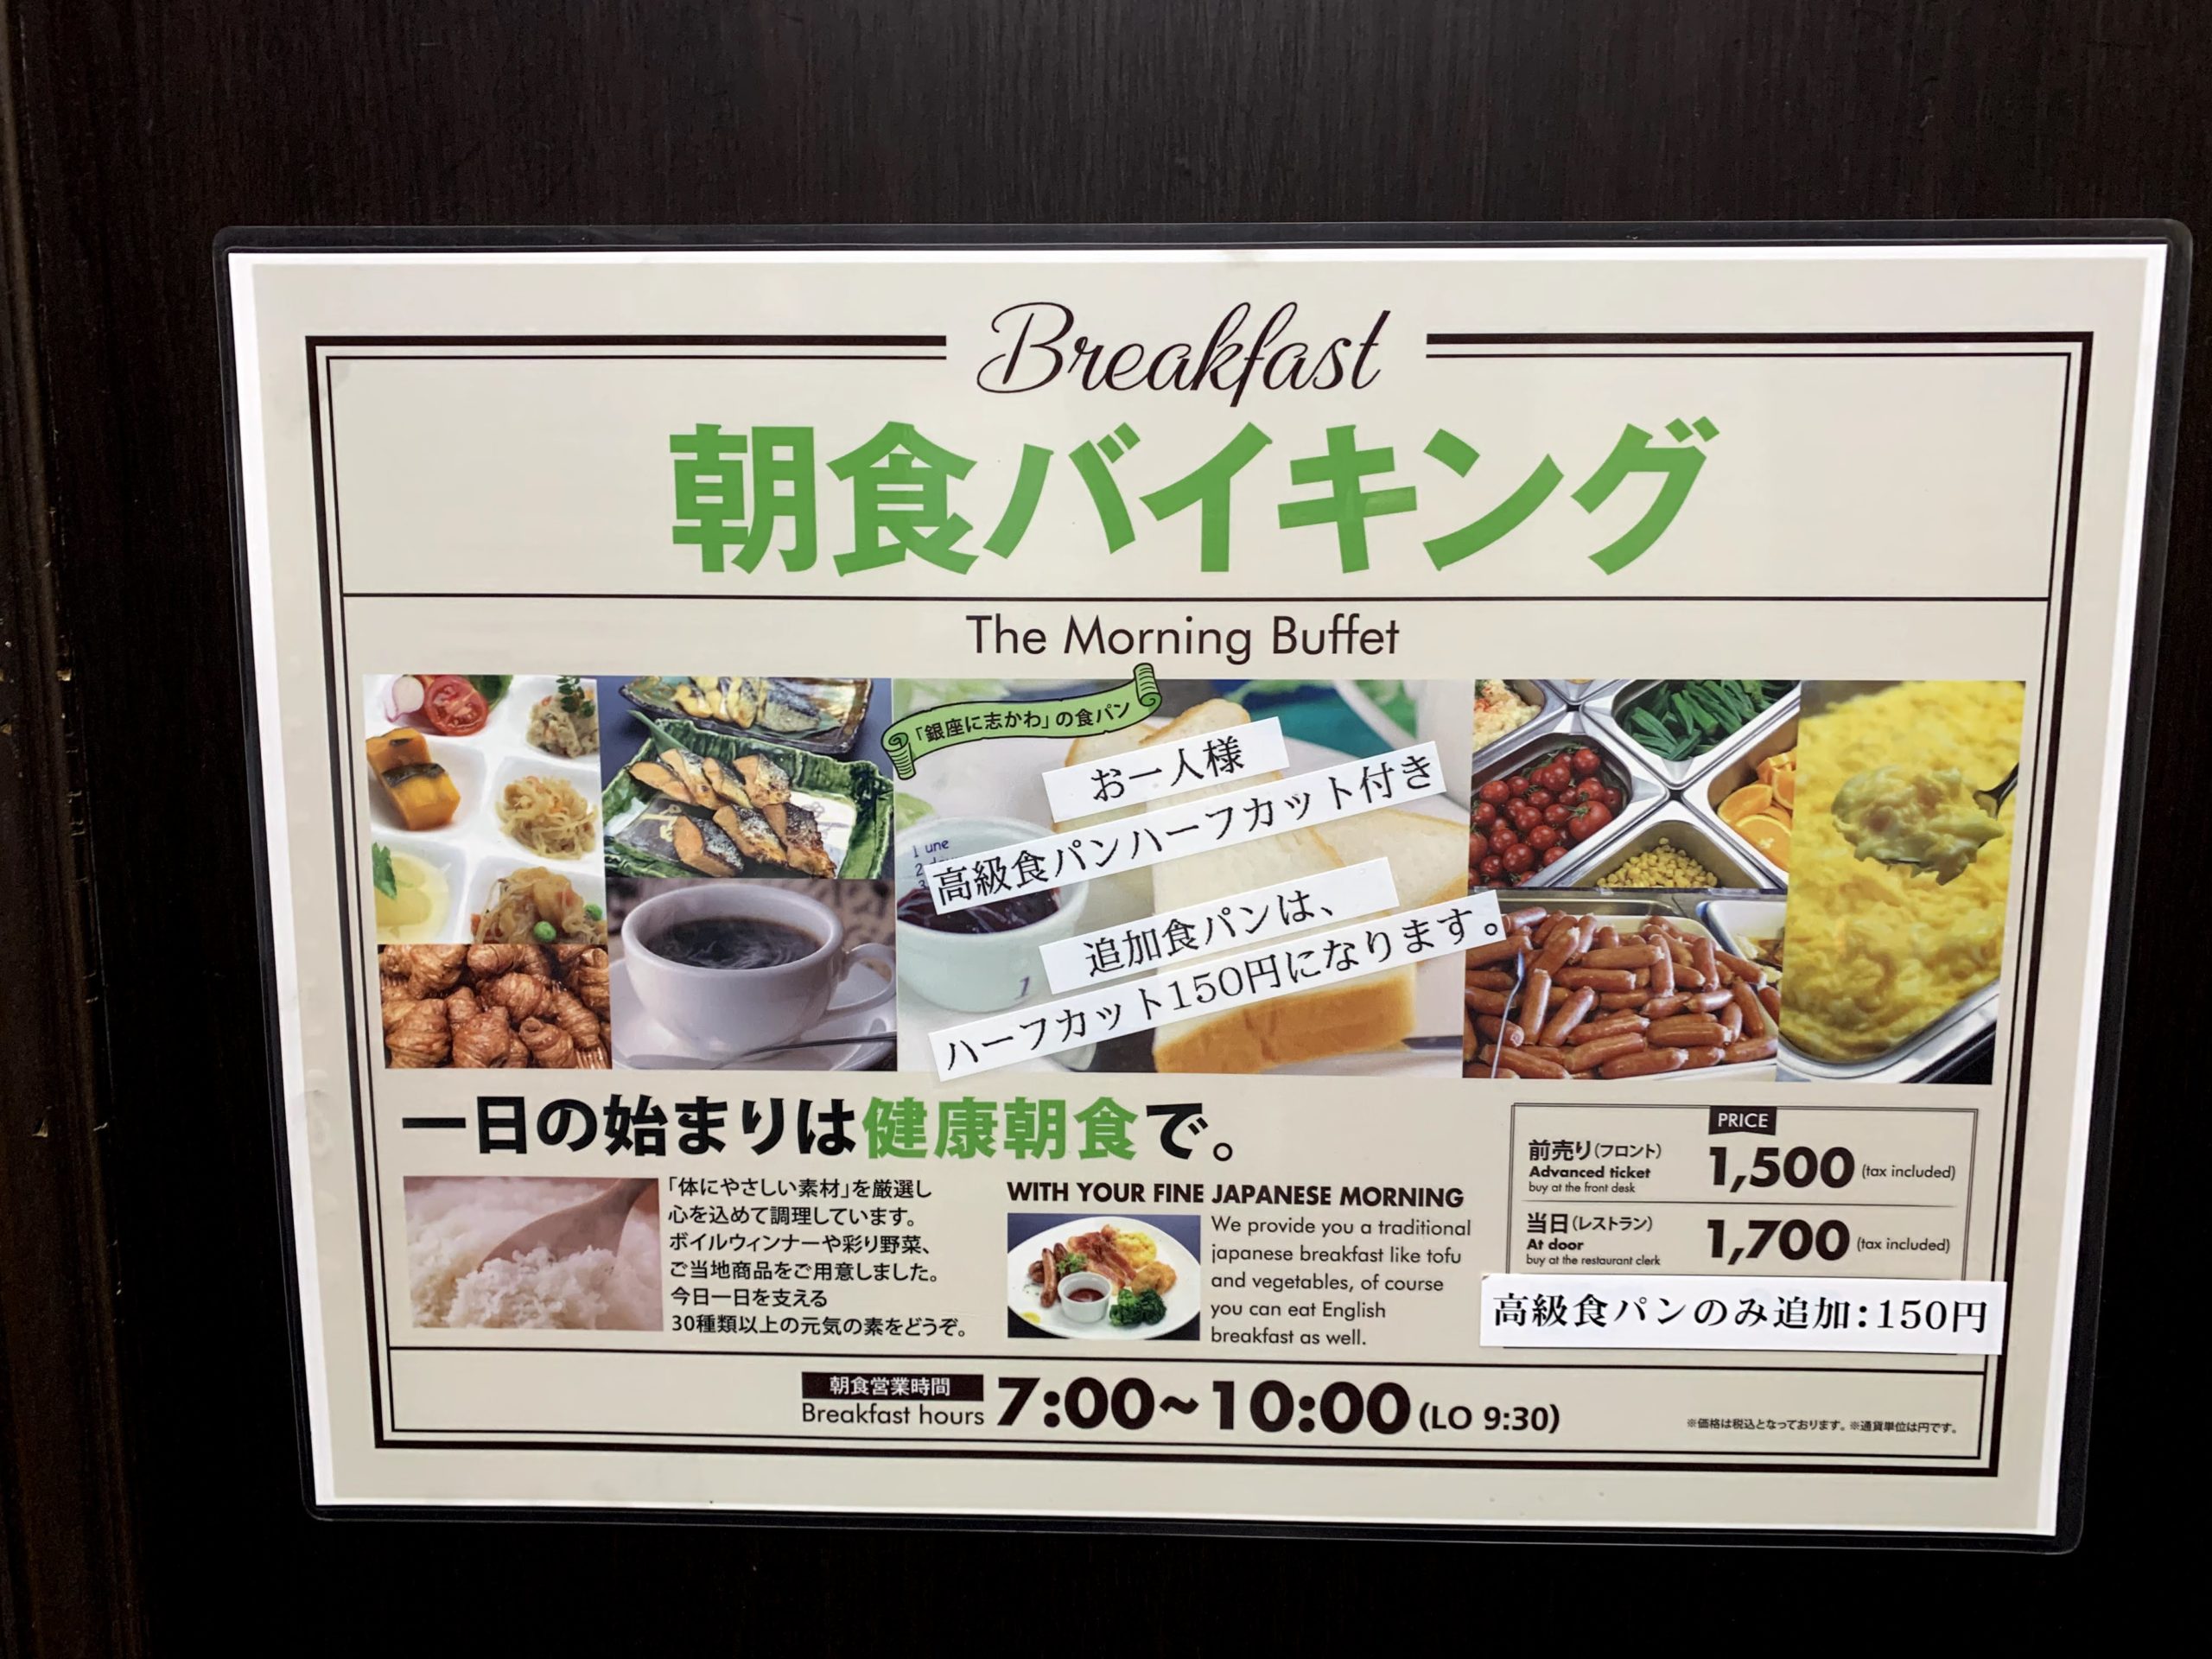 Breakfast
朝食バイキング
The Morning Buffet
「銀座に志かわ」の食パン
お一人様
高級食パンハーフカット付き
追加食パンは、
ハーフカット150円になります。
1 une
2
3
1
一日の始まりは健康朝食で。
「体にやさしい素材」を厳選し
心を込めて調理しています。
ボイルウィンナーや彩り野菜、
ご当地商品をご用意しました。
今日一日を支える
30種類以上の元気の素をどうぞ。
WITH YOUR FINE JAPANESE MORNING
We provide you a traditional
japanese breakfast like tofu
and vegetables, of course
you can eat English
breakfast as well.
PRICE
前売り(フロント)
Advanced ticket
buy at the front desk
1,500 (tax included)
当日(レストラン)
At door
buy at the restaurant clerk
1,700 (tax included)
高級食パンのみ追加:150円
朝食営業時間
Breakfast hours
7:00~10:00 (LO 9:30)
※価格は税込となっております。※通貨単位は円です。